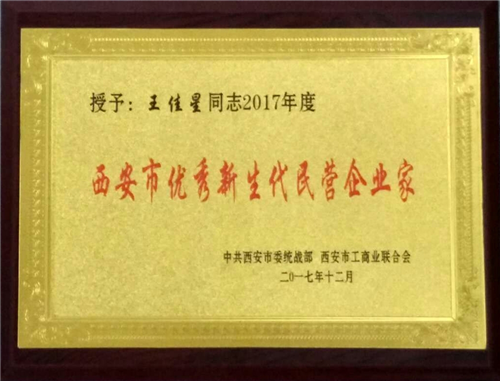 授予：王佳星同志2017年度
西安市优秀新生代民营企业家
中共西安市委统战部 西安市工商业联合会
二〇一七年十二月